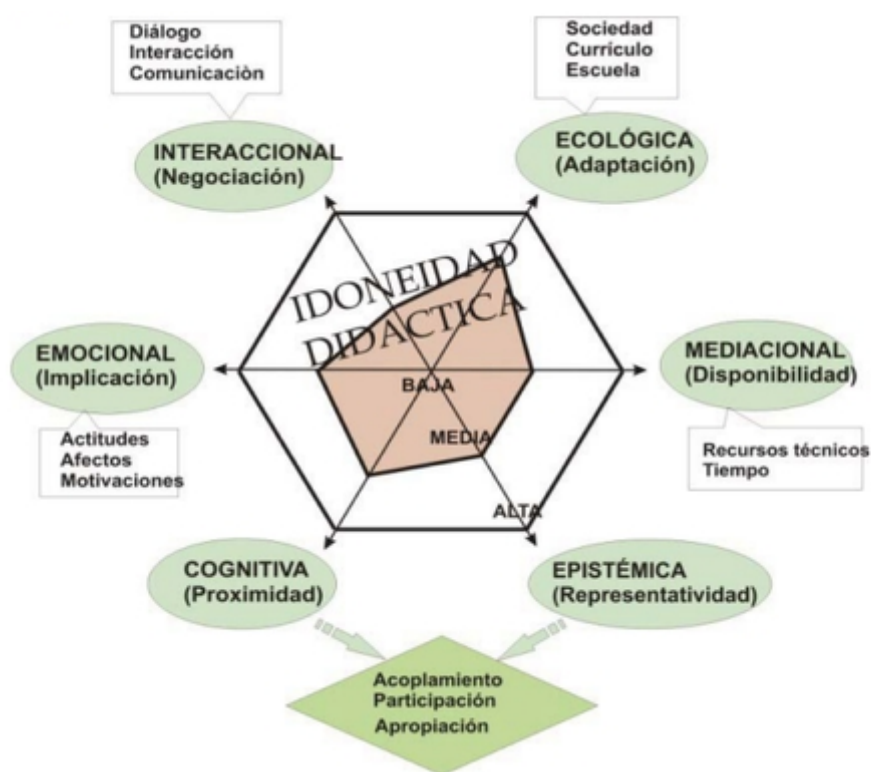 Diálogo
Interacción
Comunicaciòn
Sociedad
Currículo
Escuela
INTERACCIONAL
(Negociación)
ECOLÓGICA
(Adaptación)
IDONEIDAD
DIDACTICA
EMOCIONAL
(Implicación)
MEDIACIONAL
(Disponibilidad)
BAJA
MEDIA
ALTA
Actitudes
Afectos
Motivaciones
Recursos técnicos
Tiempo
COGNITIVA
(Proximidad)
EPISTÉMICA
(Representatividad)
Acoplamiento
Participación
Apropiación